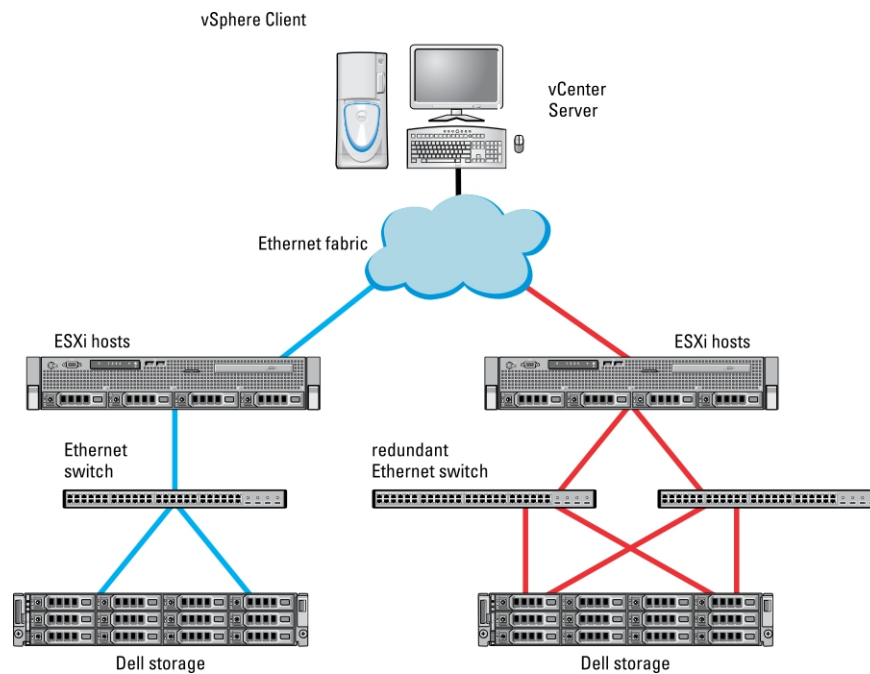 vSphere Client
vCenter
Server
Ethernet fabric
ESXi hosts
ESXi hosts
Ethernet
switch
redundant
Ethernet switch
Dell storage
Dell storage